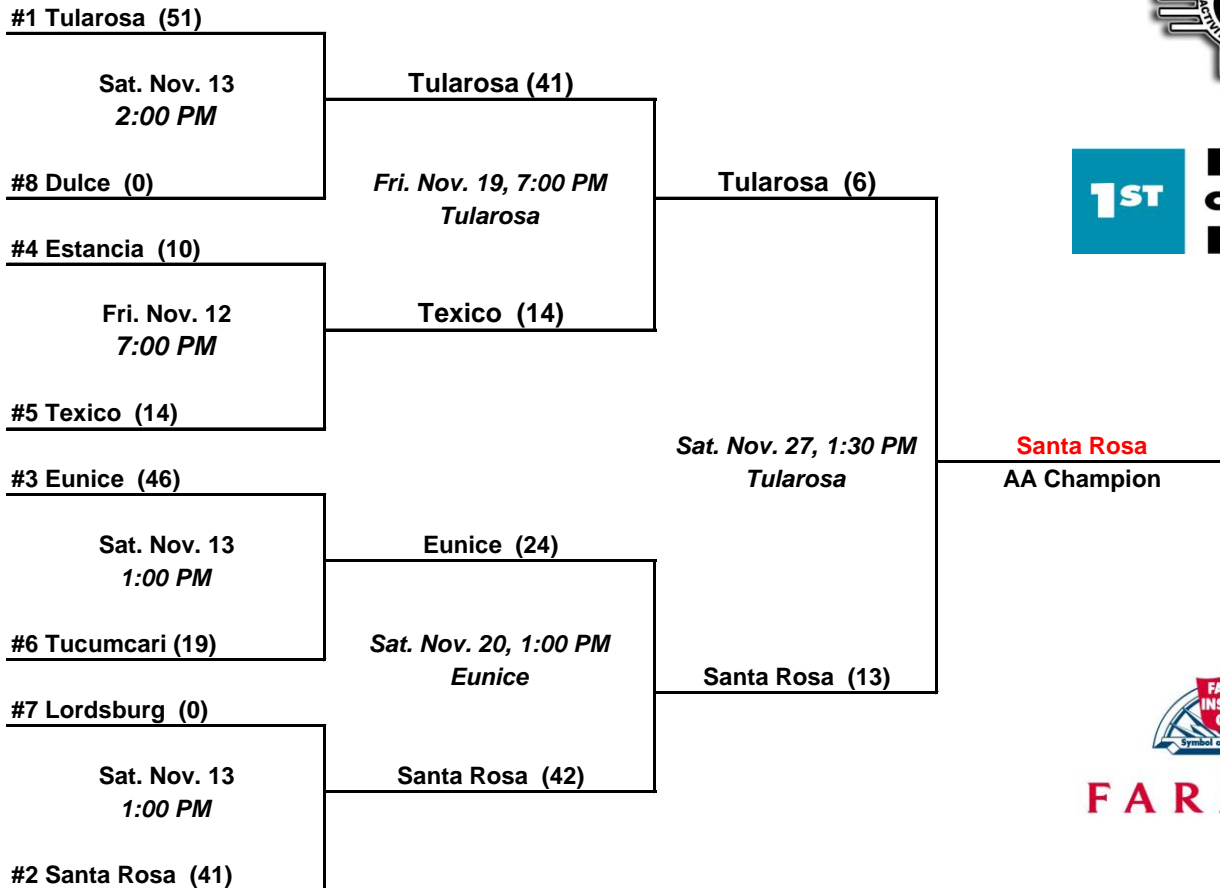 #1 Tularosa (51)
Sat. Nov. 13
2:00 PM
Tularosa (41)
#8 Dulce (0)
Fri. Nov. 19, 7:00 PM
Tularosa
Tularosa (6)
1ST
#4 Estancia (10)
Fri. Nov. 12
7:00 PM
Texico (14)
#5 Texico (14)
Sat. Nov. 27, 1:30 PM
Tularosa
Santa Rosa
AA Champion
#3 Eunice (46)
Sat. Nov. 13
1:00 PM
Eunice (24)
#6 Tucumcari (19)
Sat. Nov. 20, 1:00 PM
Eunice
Santa Rosa (13)
#7 Lordsburg (0)
Sat. Nov. 13
1:00 PM
Santa Rosa (42)
Symbol
FAR
#2 Santa Rosa (41)